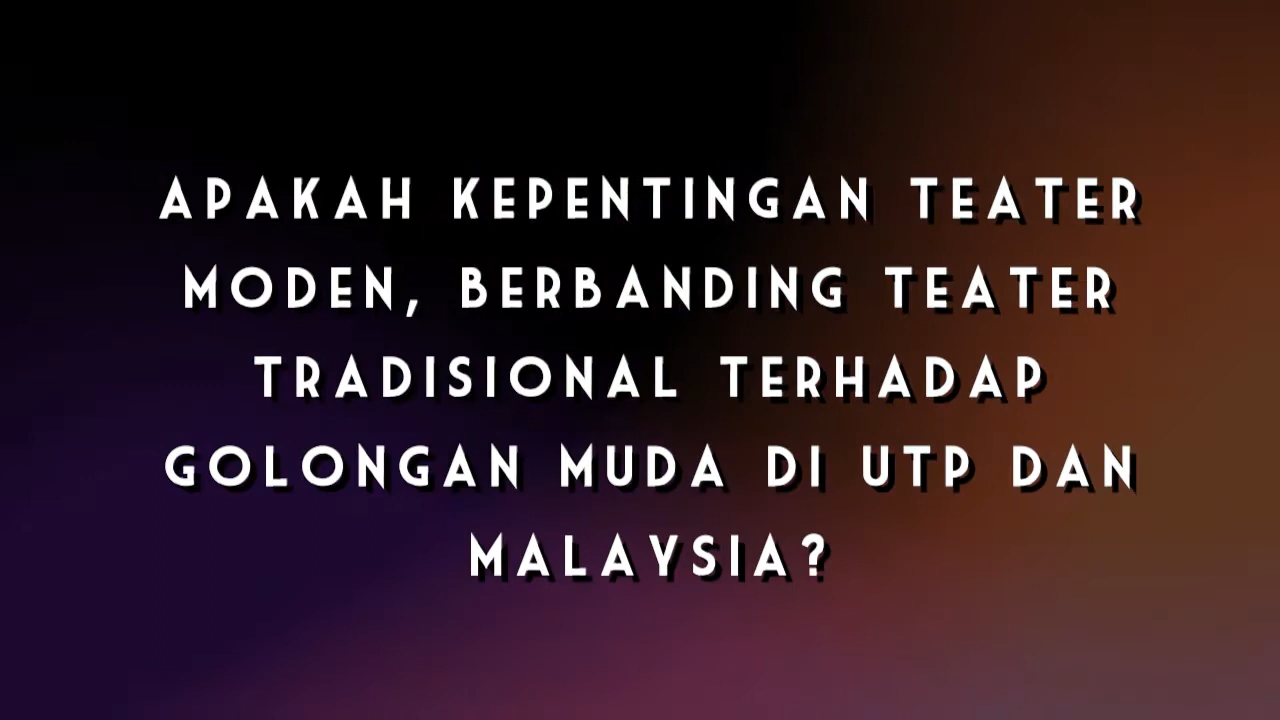 APAKAH KEPENTINGAN TEATER
MODEN, BERBANDING TEATER
TRADISIONAL TERHADAP
GOLONGAN MUDA DI UTP DAN
MALAYSIA?